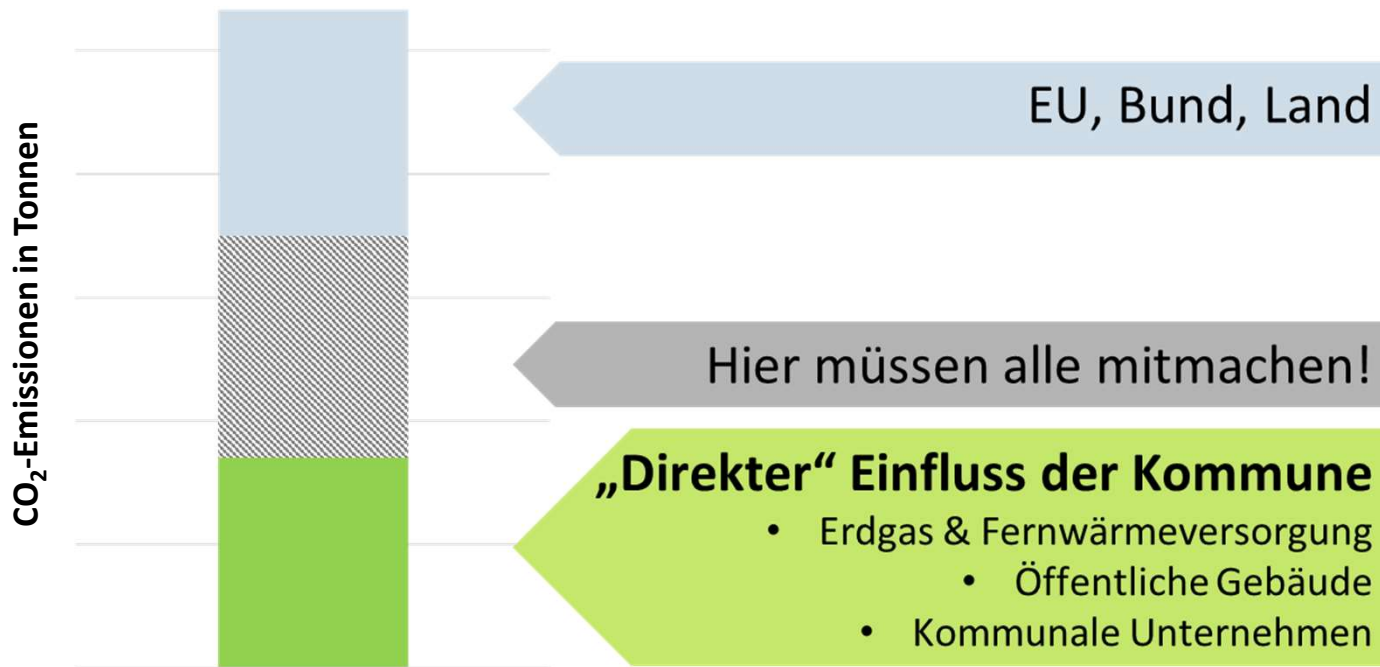 CO₂-Emissionen in Tonnen
EU, Bund, Land
Hier müssen alle mitmachen!
„Direkter“ Einfluss der Kommune
• Erdgas & Fernwärmeversorgung
• Öffentliche Gebäude
• Kommunale Unternehmen